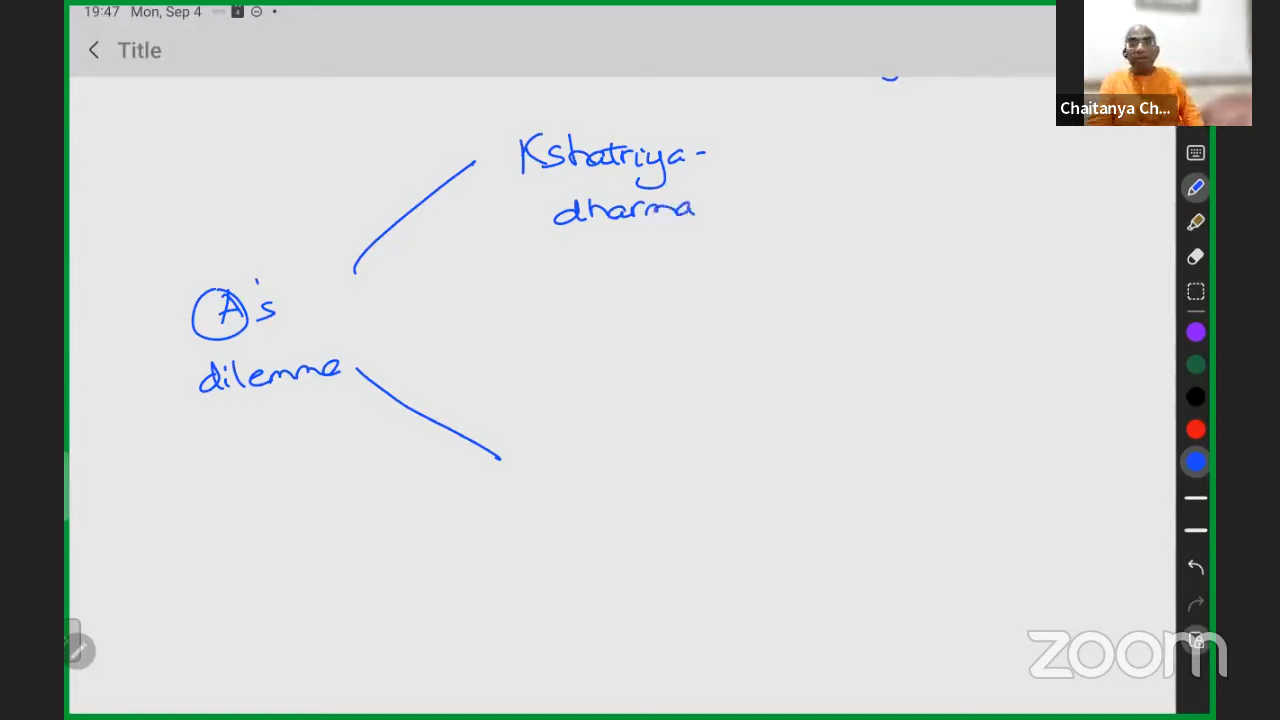 19:47 Mon, Sep 4
Title
Chaitanya Ch...
Kshatriya -
dharma
A's
dilemma
zoom